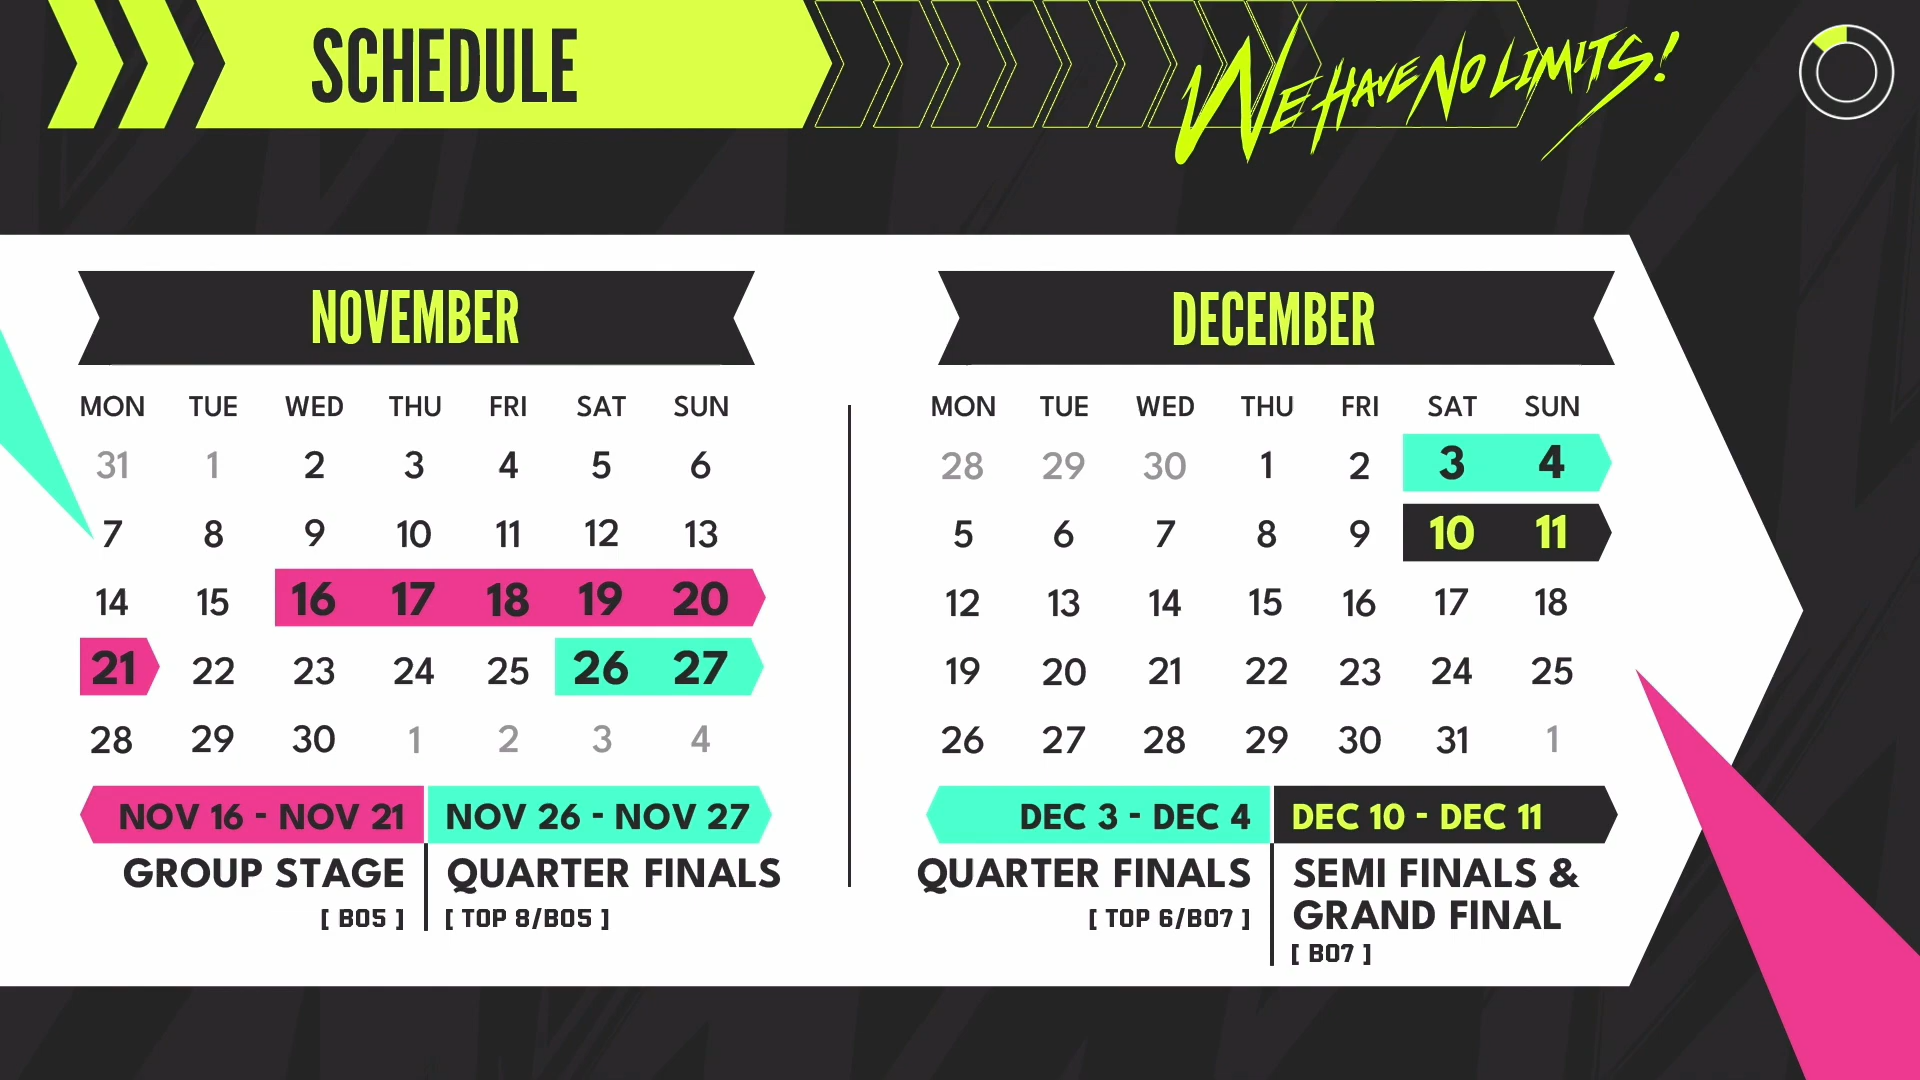 SCHEDULE
WE HAVE NO LIMITS!
NOVEMBER
MON TUE WED THU FRI SAT SUN
31 1 2 3 4 5 6
7 8 9 10 11 12 13
14 15 16 17 18 19 20
21 22 23 24 25 26 27
28 29 30 1 2 3 4
NOV 16 - NOV 21
GROUP STAGE
[ BO5 ]
NOV 26 - NOV 27
QUARTER FINALS
[ TOP 8/BO5 ]
DECEMBER
MON TUE WED THU FRI SAT SUN
28 29 30 1 2 3 4
5 6 7 8 9 10 11
12 13 14 15 16 17 18
19 20 21 22 23 24 25
26 27 28 29 30 31 1
DEC 3 - DEC 4
QUARTER FINALS
[ TOP 6/BO7 ]
DEC 10 - DEC 11
SEMI FINALS &
GRAND FINAL
[ BO7 ]